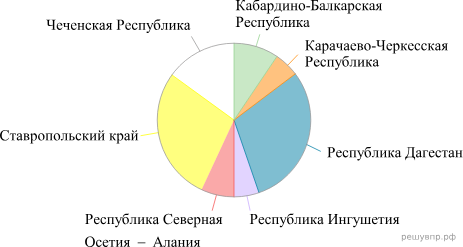 Кабардино-Балкарская
Республика
Чеченская Республика
Карачаево-Черкесская
Республика
Ставропольский край
Республика Дагестан
Республика Северная
Осетия – Алания
Республика Ингушетия
решувпр.рф